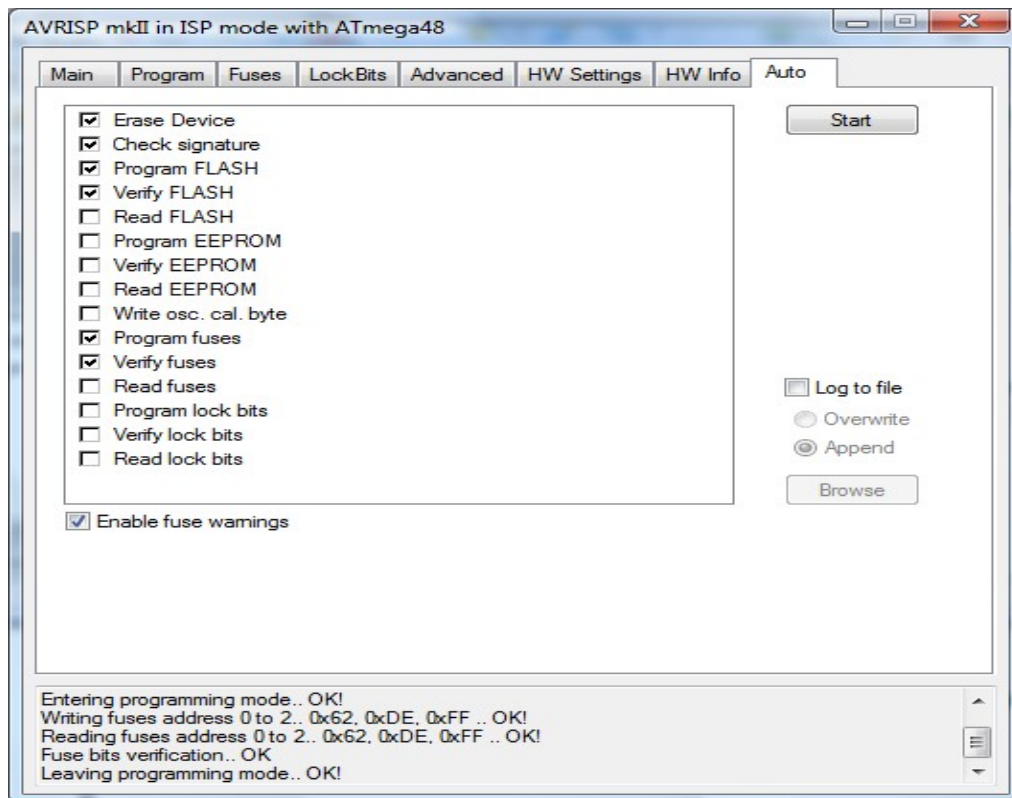 AVRISP mkII in ISP mode with ATmega48
Main Program Fuses LockBits Advanced HW Settings HW Info Auto
Erase Device
Check signature
Program FLASH
Verify FLASH
Read FLASH
Program EEPROM
Verify EEPROM
Read EEPROM
Write osc. cal. byte
Program fuses
Verify fuses
Read fuses
Program lock bits
Verify lock bits
Read lock bits
Start
Log to file
Overwrite
Append
Browse
Enable fuse warnings
Entering programming mode.. OK!
Writing fuses address 0 to 2.. 0x62, 0xDE, 0xFF .. OK!
Reading fuses address 0 to 2.. 0x62, 0xDE, 0xFF .. OK!
Fuse bits verification.. OK
Leaving programming mode.. OK!